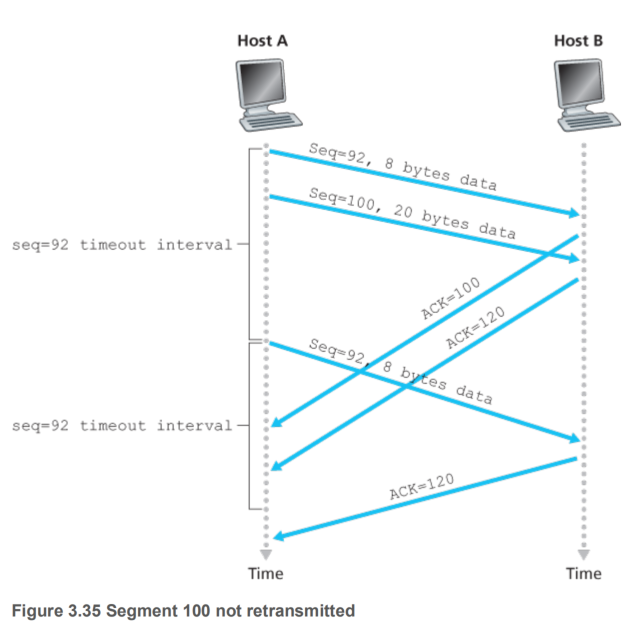 Host A
Host B
Seq=92, 8 bytes data
Seq=100, 20 bytes data
seq=92 timeout interval
ACK=100
ACK=120
Seq=92, 8 bytes data
seq=92 timeout interval
ACK=120
Time
Time
Figure 3.35 Segment 100 not retransmitted